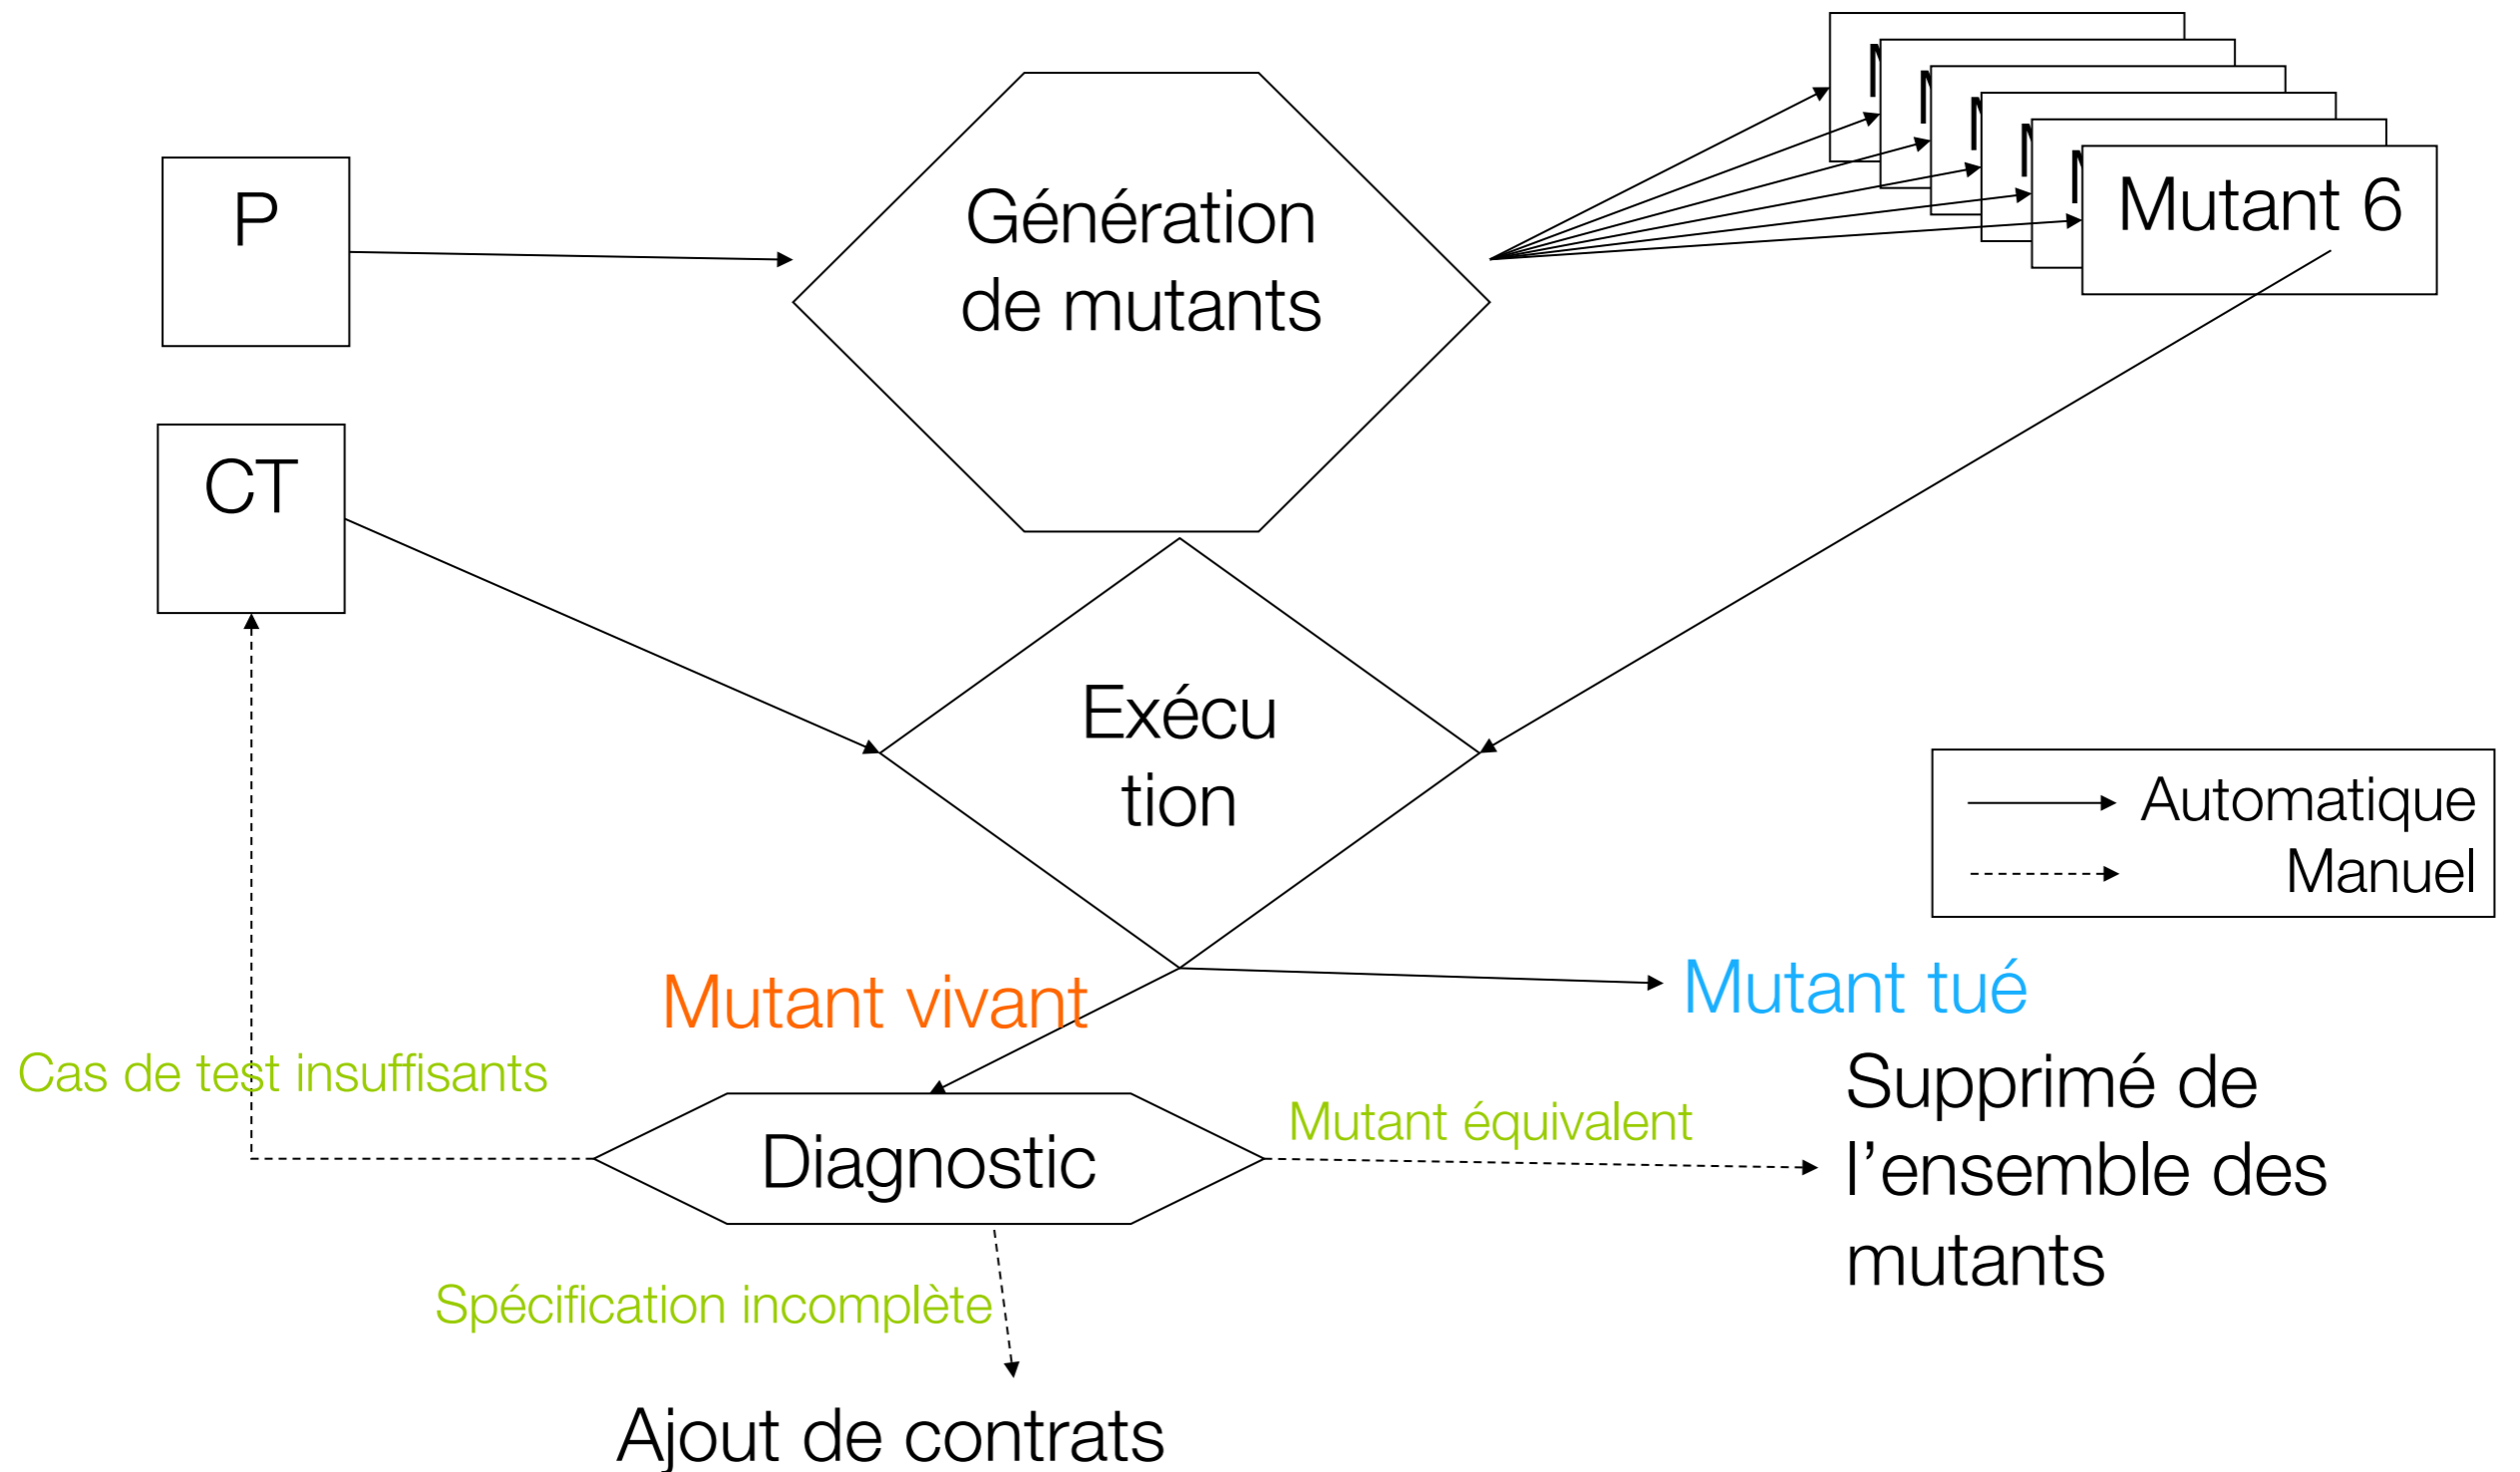 P
Génération
de mutants
Mutant 6
CT
Exécu
tion
Automatique
Manuel
Mutant vivant
Mutant tué
Cas de test insuffisants
Diagnostic
Mutant équivalent
Supprimé de
l’ensemble des
mutants
Spécification incomplète
Ajout de contrats